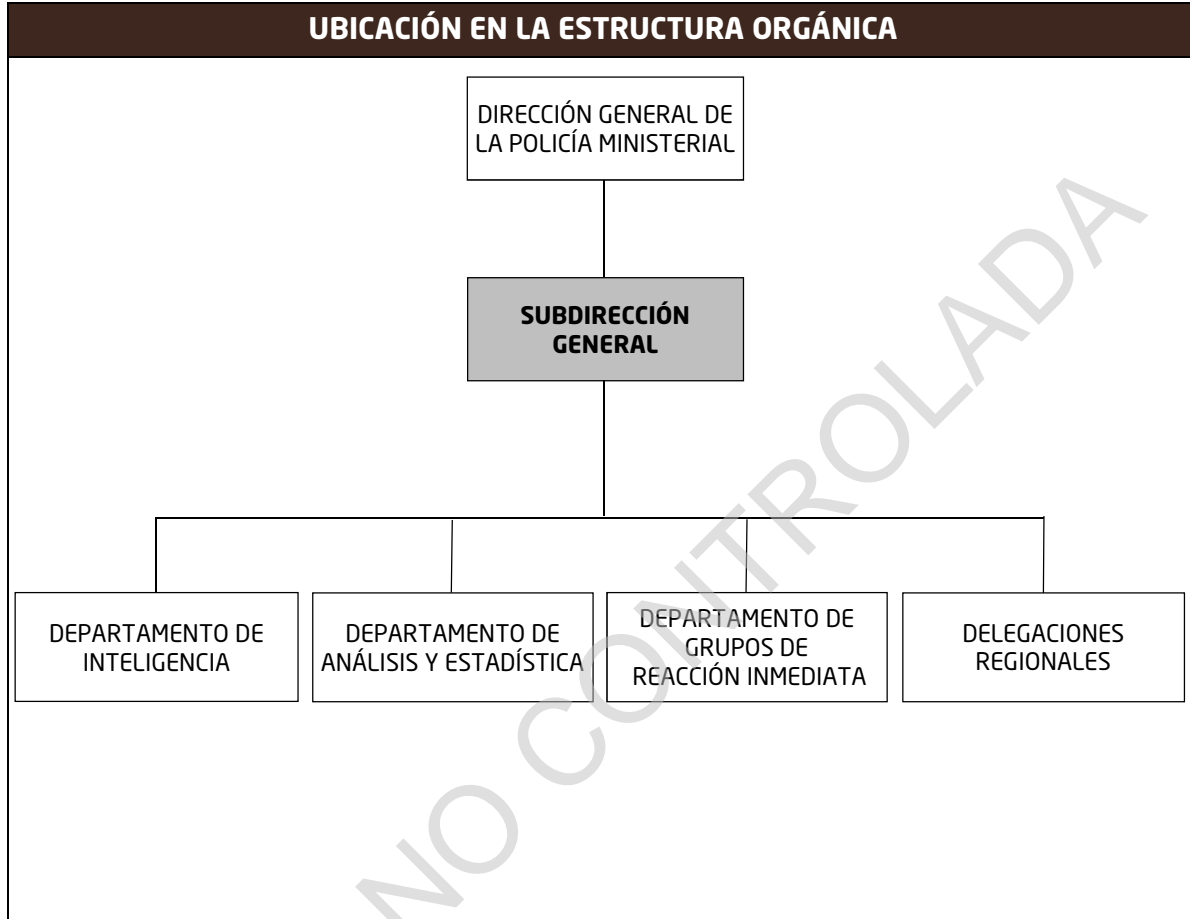 UBICACIÓN EN LA ESTRUCTURA ORGÁNICA
DIRECCIÓN GENERAL DE
LA POLICÍA MINISTERIAL
SUBDIRECCIÓN
GENERAL
DEPARTAMENTO DE
INTELIGENCIA
DEPARTAMENTO DE
ANÁLISIS Y ESTADÍSTICA
DEPARTAMENTO DE
GRUPOS DE
REACCIÓN INMEDIATA
DELEGACIONES
REGIONALES
NO CONTROLADA